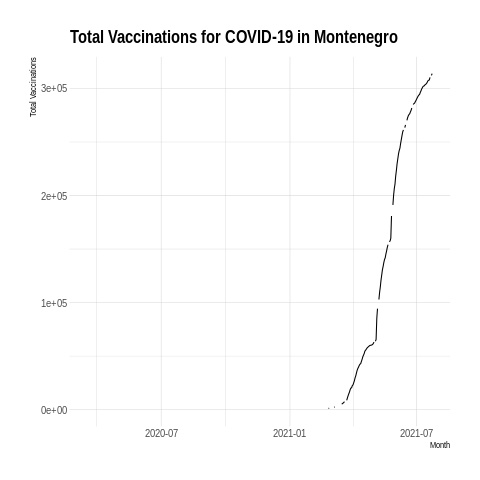 Total Vaccinations for COVID-19 in Montenegro
Total Vaccinations
3e+05
2e+05
1e+05
0e+00
2020-07
2021-01
2021-07
Month